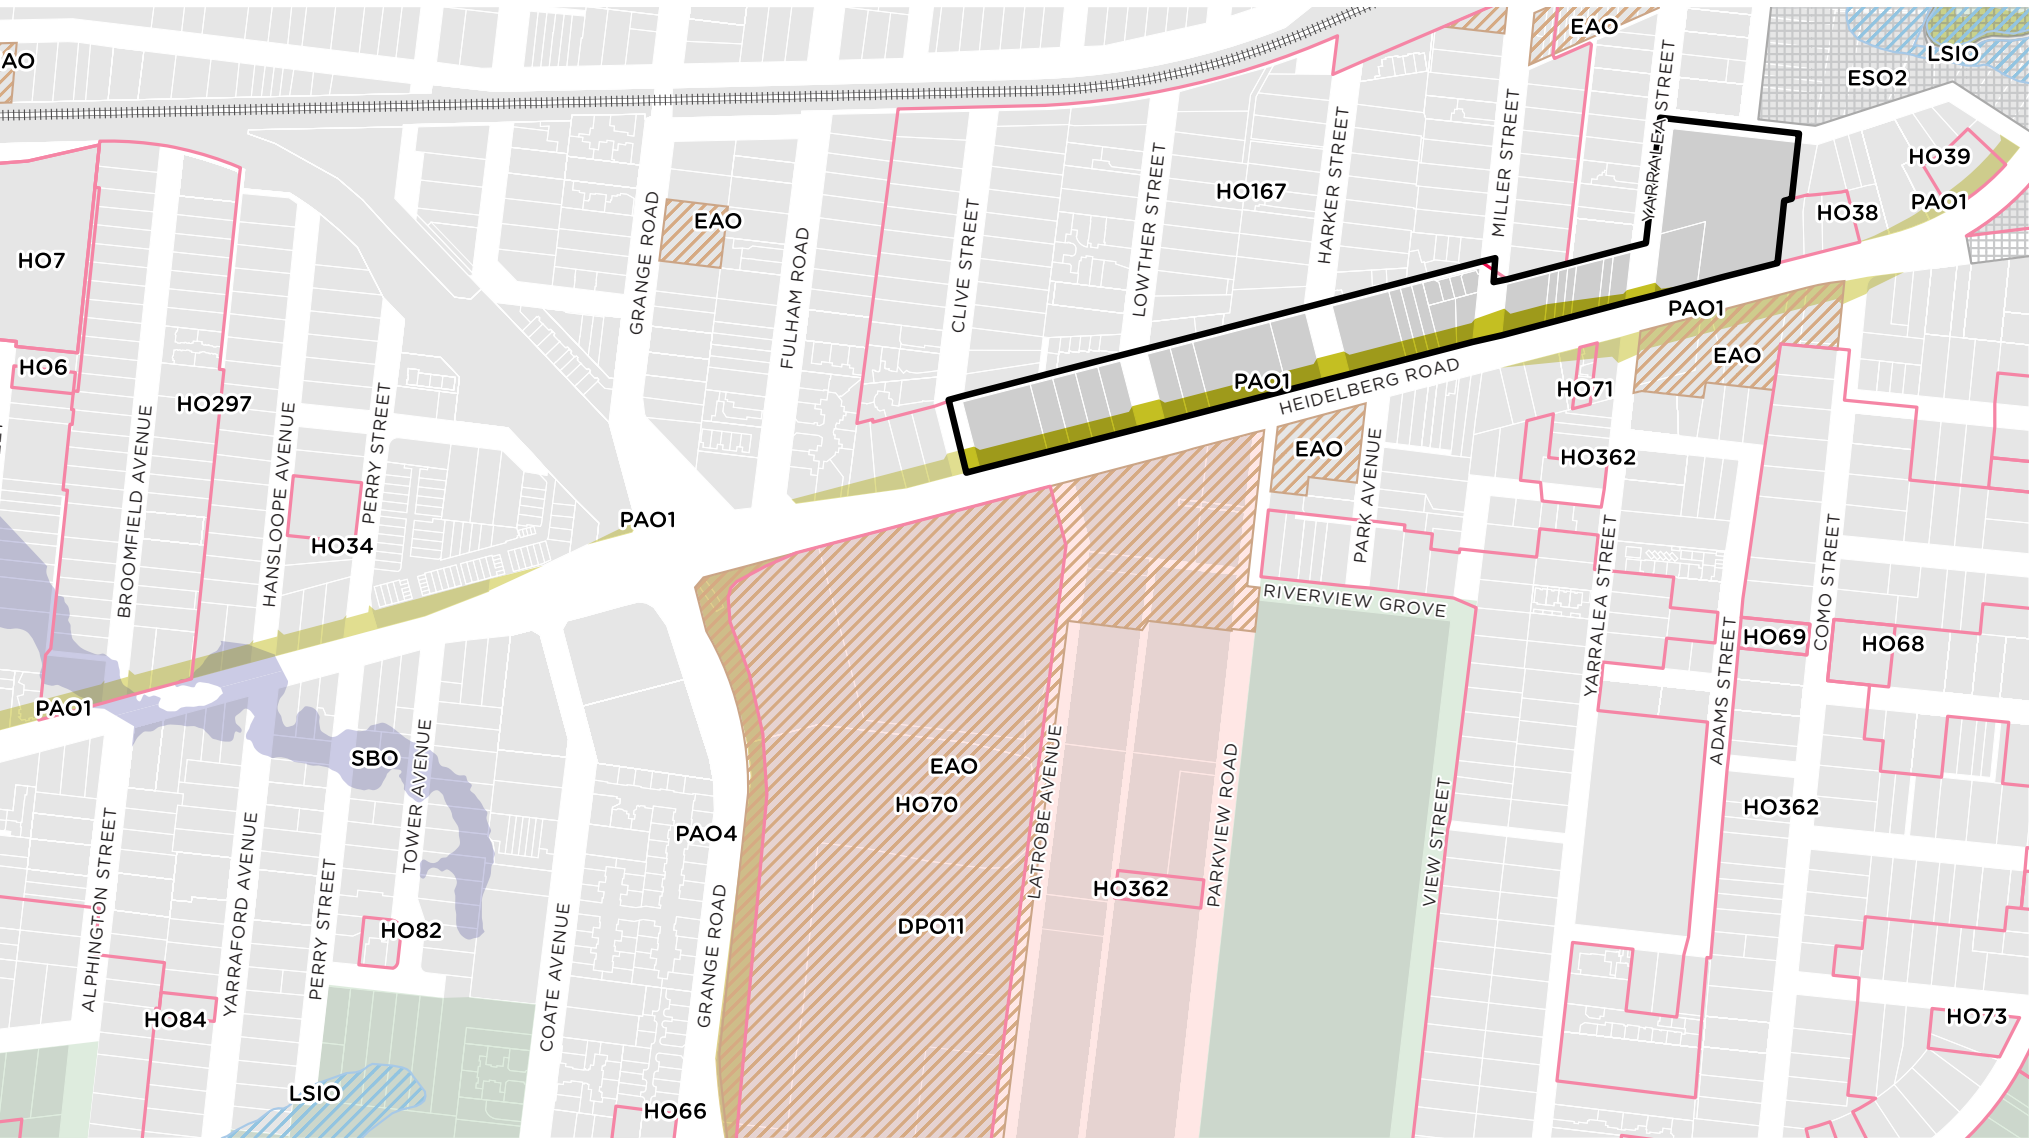 EAO
LSIO
AO
ESO2
YARRALEA STREET
MILLER STREET
HARKER STREET
HO39
LOWTHER STREET
HO167
HO38
PAO1
GRANGE ROAD
EAO
CLIVE STREET
FULHAM ROAD
HO7
PAO1
EAO
HO6
PAO1
HEIDELBERG ROAD
HO71
HO297
PERRY STREET
BROOMFIELD AVENUE
HANSLOOPE AVENUE
EAO
PARK AVENUE
HO362
PAO1
HO34
RIVERVIEW GROVE
YARRALEA STREET
COMO STREET
ADAMS STREET
HO69
HO68
PAO1
SBO
TOWER AVENUE
EAO
LATROBE AVENUE
PARKVIEW ROAD
VIEW STREET
HO70
HO362
PAO4
ALPHINGTON STREET
YARRAFORD AVENUE
PERRY STREET
HO362
HO82
DPO11
COATE AVENUE
GRANGE ROAD
HO84
HO73
LSIO
HO66